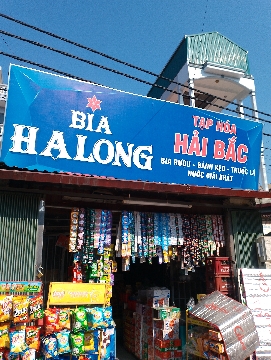 BIA
HALONG
TẠP HÓA
HẢI BẮC
BIA RƯỢU - BÁNH KẸO - THUỐC LÁ
NƯỚC GIẢI KHÁT